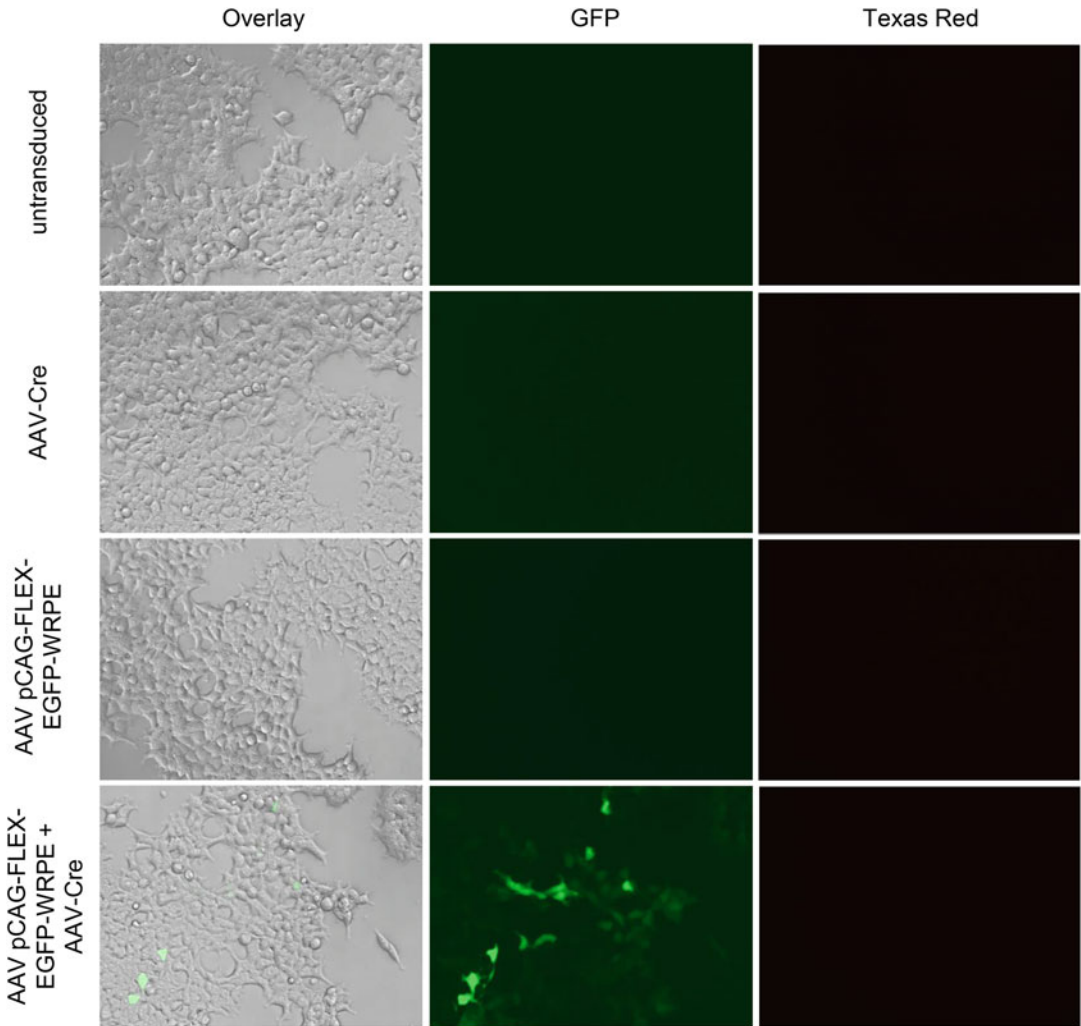 Overlay
GFP
Texas Red
untransduced
AAV-Cre
AAV pCAG-FLEX-
EGFP-WRPE
AAV pCAG-FLEX-
EGFP-WRPE +
AAV-Cre